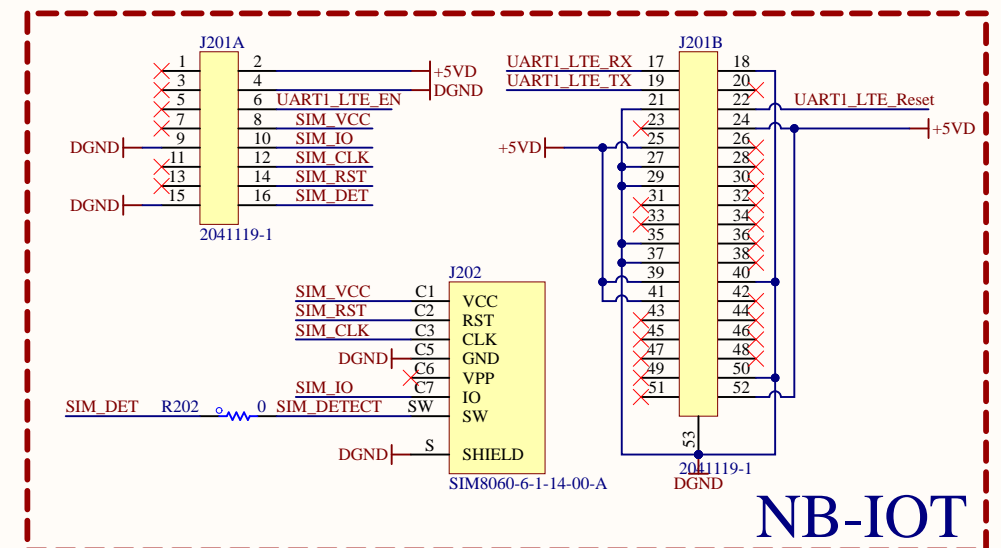 J201A
1 2 +5VD
3 4 DGND
5 6 UART1_LTE_EN
7 8 SIM_VCC
DGND 9 10 SIM_IO
11 12 SIM_CLK
13 14 SIM_RST
DGND 15 16 SIM_DET
2041119-1
J201B
UART1_LTE_RX 17 18
UART1_LTE_TX 19 20
21 22 UART1_LTE_Reset
23 24 +5VD
+5VD 25 26
27 28
29 30
31 32
33 34
35 36
37 38
39 40
41 42
43 44
45 46
47 48
49 50
51 52
53
2041119-1
DGND
J202
SIM_VCC C1 VCC
SIM_RST C2 RST
SIM_CLK C3 CLK
DGND C5 GND
C6 VPP
SIM_IO C7 IO
SIM_DET R202 0 SIM_DETECT SW SW
DGND S SHIELD
SIM8060-6-1-14-00-A
NB-IOT